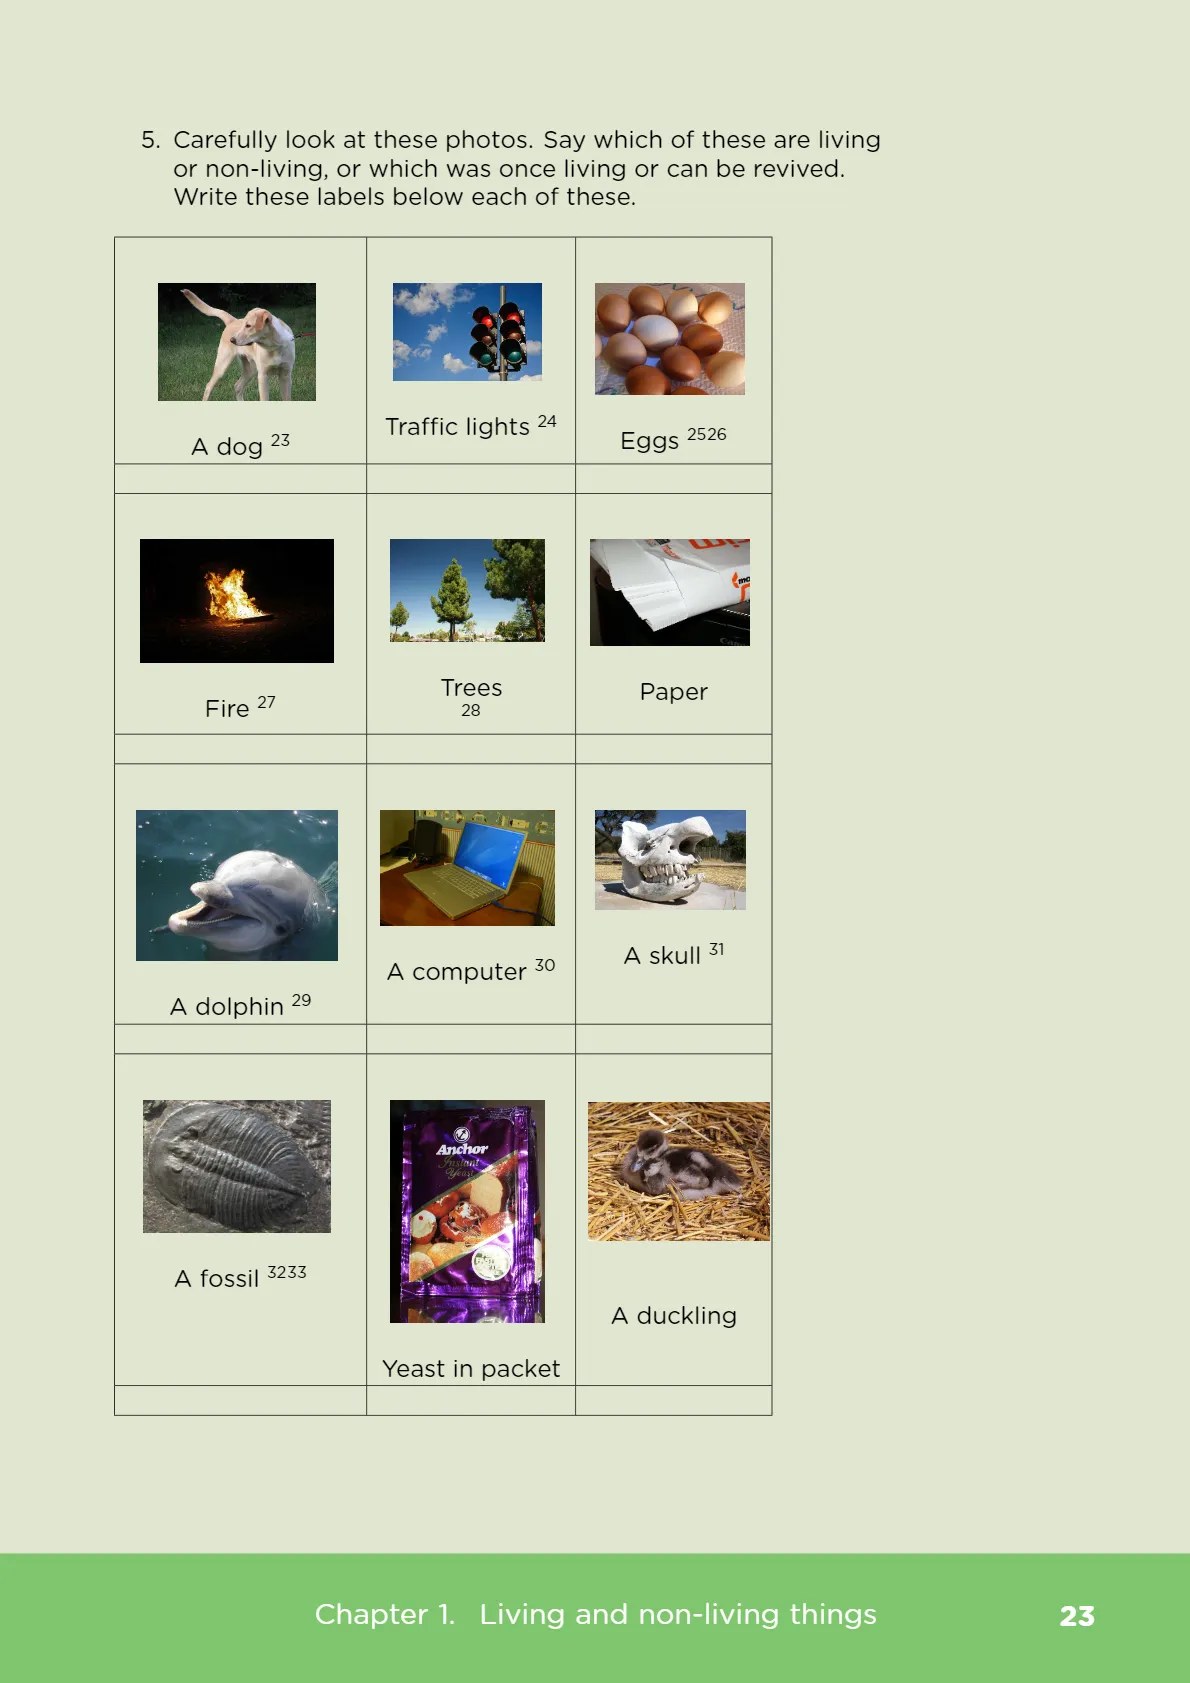 5. Carefully look at these photos. Say which of these are living
or non-living, or which was once living or can be revived.
Write these labels below each of these.
A dog 23
Traffic lights 24
Eggs 2526
Fire 27
Trees
28
Paper
A dolphin 29
A computer 30
A skull 31
A fossil 3233
Anchor
Instant
Yeast
Yeast in packet
A duckling
Chapter 1. Living and non-living things
23